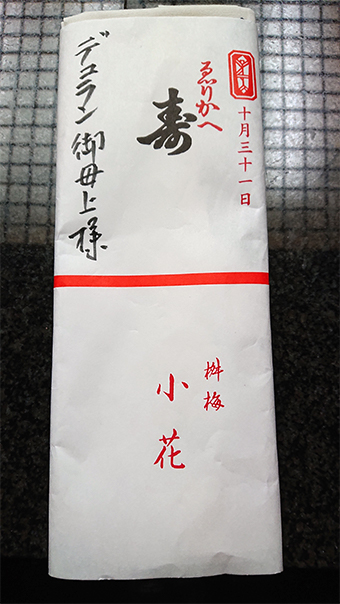 十月三十一日
ゑりかへ
寿
デュラン御母上様
桝梅
小花